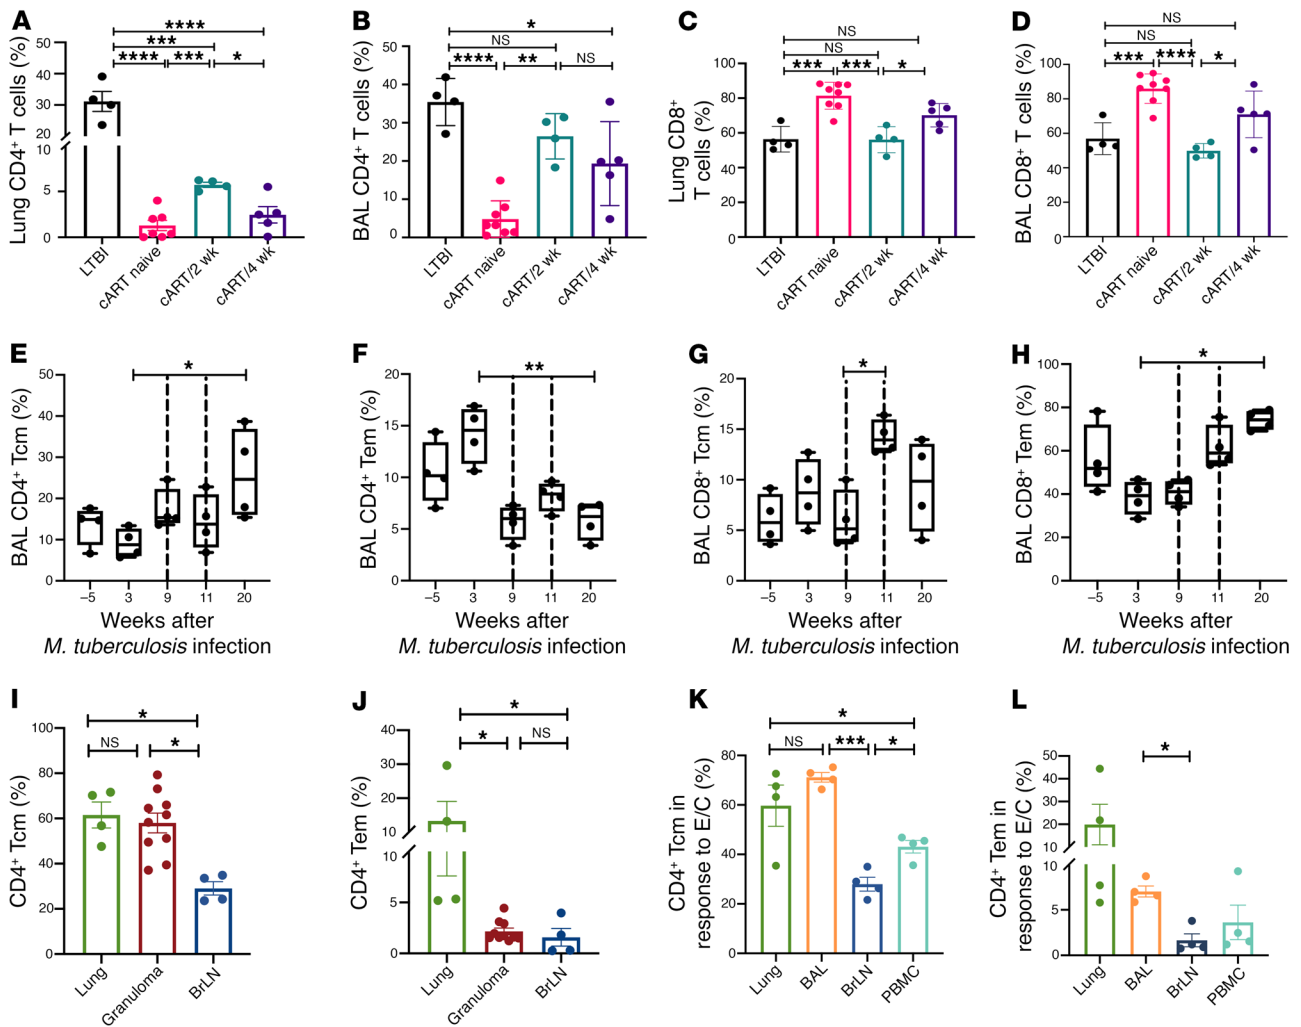 A
Lung CD4+ T cells (%)
****
***
****
***
*
50
40
30
20
10
5
0
LTBI
cART naive
cART/2 wk
cART/4 wk
B
BAL CD4+ T cells (%)
*
NS
****
**
NS
50
40
30
20
10
0
LTBI
cART naive
cART/2 wk
cART/4 wk
C
Lung CD8+
T cells (%)
NS
NS
***
***
*
100
80
60
40
20
0
LTBI
cART naive
cART/2 wk
cART/4 wk
D
BAL CD8+ T cells (%)
NS
NS
***
****
*
100
80
60
40
20
0
LTBI
cART naive
cART/2 wk
cART/4 wk
E
BAL CD4+ Tcm (%)
*
50
40
30
20
10
0
–5
3
9
11
20
Weeks after
M. tuberculosis infection
F
BAL CD4+ Tem (%)
**
20
15
10
5
0
–5
3
9
11
20
Weeks after
M. tuberculosis infection
G
BAL CD8+ Tcm (%)
*
20
15
10
5
0
–5
3
9
11
20
Weeks after
M. tuberculosis infection
H
BAL CD8+ Tem (%)
*
100
80
60
40
20
0
–5
3
9
11
20
Weeks after
M. tuberculosis infection
I
CD4+ Tcm (%)
*
NS
*
100
80
60
40
20
0
Lung
Granuloma
BrLN
J
CD4+ Tem (%)
*
*
NS
40
30
20
10
10
5
0
Lung
Granuloma
BrLN
K
CD4+ Tcm in
response to E/C (%)
*
NS
***
*
80
60
40
20
0
Lung
BAL
BrLN
PBMC
L
CD4+ Tem in
response to E/C (%)
*
50
40
30
20
10
10
5
0
Lung
BAL
BrLN
PBMC